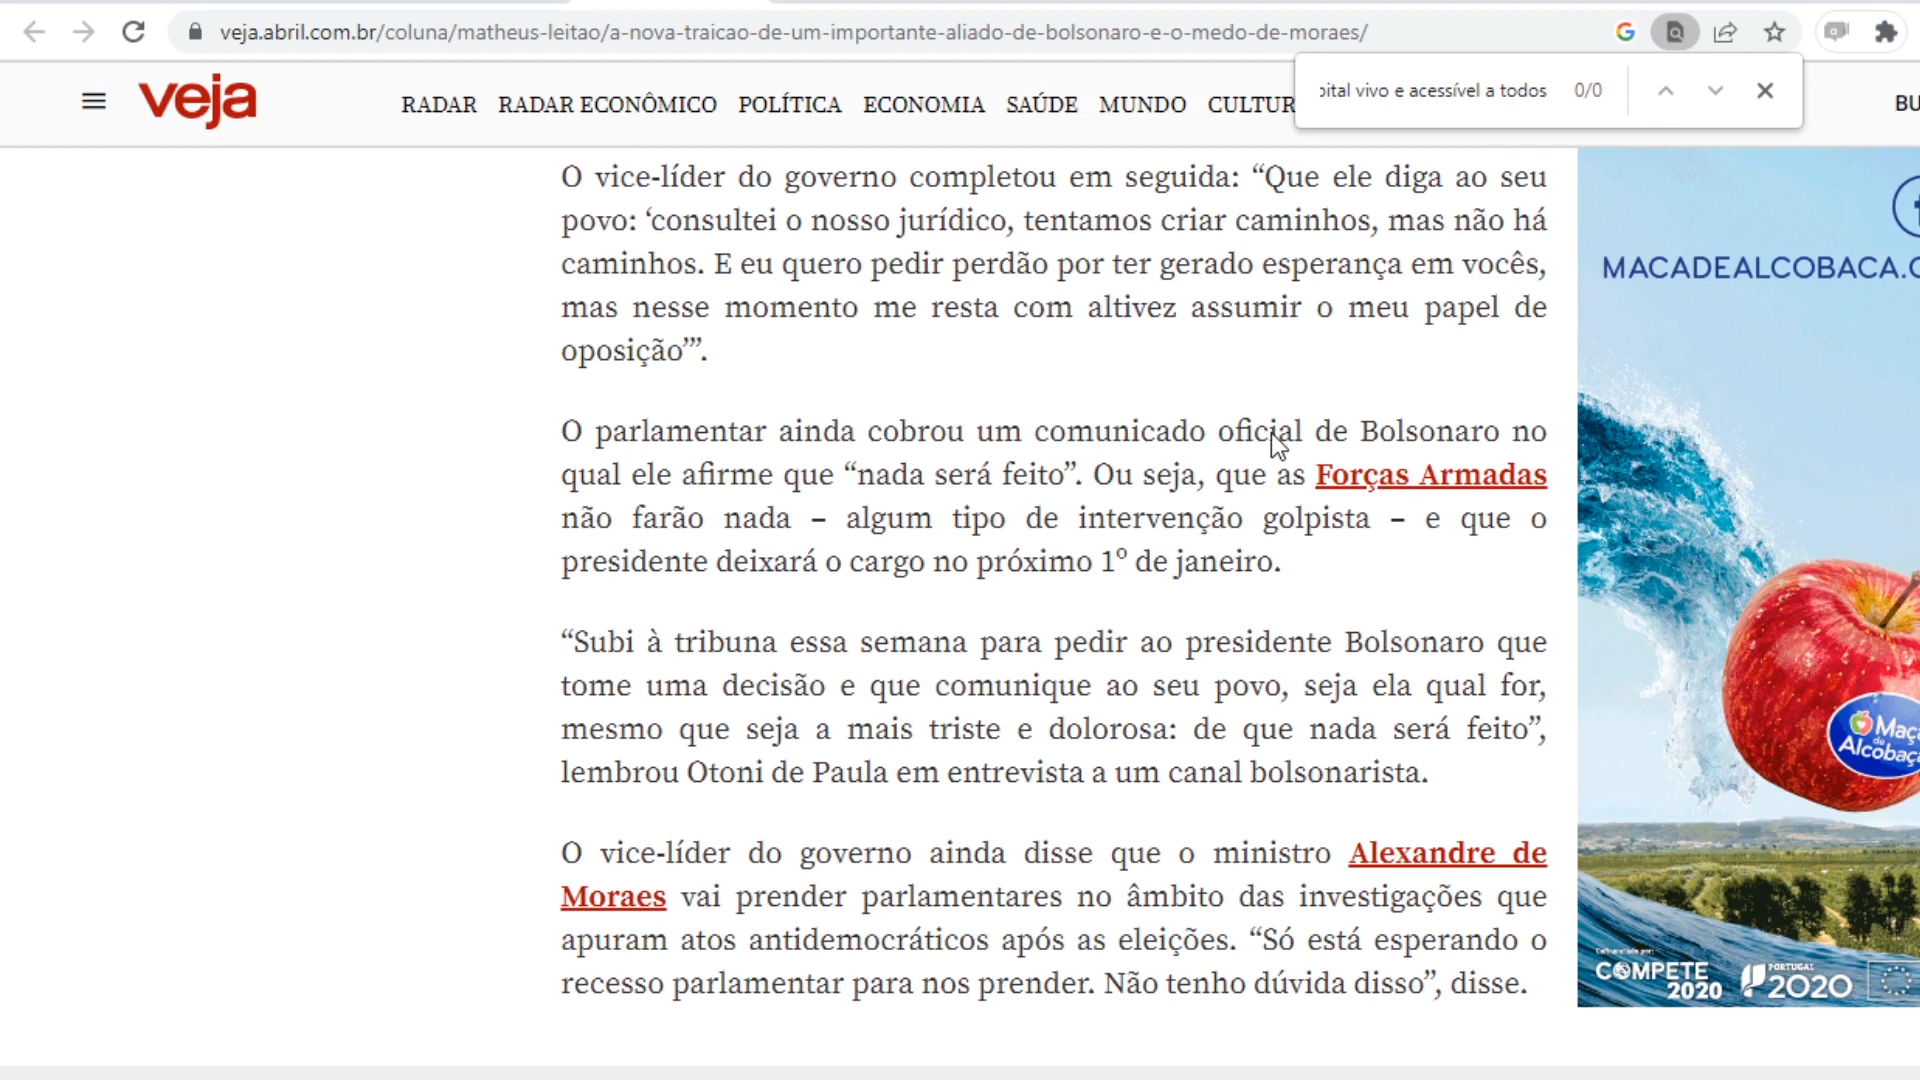 veja.abril.com.br/coluna/matheus-leitao/a-nova-traicao-de-um-importante-aliado-de-bolsonaro-e-o-medo-de-moraes/
pital vivo e acessível a todos 0/0
veja
RADAR RADAR ECONÔMICO POLÍTICA ECONOMIA SAÚDE MUNDO CULTUR
BU
O vice-líder do governo completou em seguida: “Que ele diga ao seu
povo: ‘consultei o nosso jurídico, tentamos criar caminhos, mas não há
caminhos. E eu quero pedir perdão por ter gerado esperança em vocês,
mas nesse momento me resta com altivez assumir o meu papel de
oposição’”.
O parlamentar ainda cobrou um comunicado oficial de Bolsonaro no
qual ele afirme que “nada será feito”. Ou seja, que as Forças Armadas
não farão nada – algum tipo de intervenção golpista – e que o
presidente deixará o cargo no próximo 1º de janeiro.
“Subi à tribuna essa semana para pedir ao presidente Bolsonaro que
tome uma decisão e que comunique ao seu povo, seja ela qual for,
mesmo que seja a mais triste e dolorosa: de que nada será feito”,
lembrou Otoni de Paula em entrevista a um canal bolsonarista.
O vice-líder do governo ainda disse que o ministro Alexandre de
Moraes vai prender parlamentares no âmbito das investigações que
apuram atos antidemocráticos após as eleições. “Só está esperando o
recesso parlamentar para nos prender. Não tenho dúvida disso”, disse.
MACADEALCOBACA.
Maç
de
Alcobaç
COMPETE
2020
PORTUGAL
2020